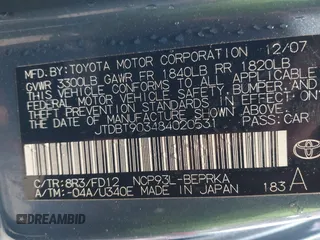 MFD. BY: TOYOTA MOTOR CORPORATION 12/07
GVWR 3300LB GAWR FR 1840LB RR 1820LB
THIS VEHICLE CONFORMS TO ALL APPLICABLE
FEDERAL MOTOR VEHICLE SAFETY, BUMPER, AND
THEFT PREVENTION STANDARDS IN EFFECT ON
THE DATE OF MANUFACTURE SHOWN ABOVE.
JTDBT903484020531 PASS. CAR
C/TR: 8R3/FD12 NCP93L-BEPRKA
A/TM: -04A/U340E MADE IN JAPAN 183 A
TOYOTA
DREAMBID